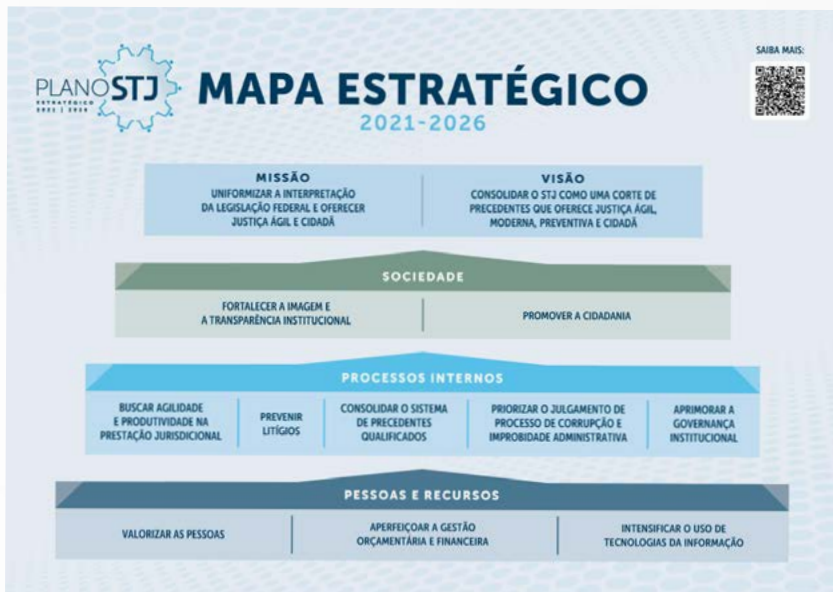 SAIBA MAIS:
PLANO STJ
ESTRATÉGICO
2021 | 2026
MAPA ESTRATÉGICO
2021-2026
MISSÃO
UNIFORMIZAR A INTERPRETAÇÃO
DA LEGISLAÇÃO FEDERAL E OFERECER
JUSTIÇA ÁGIL E CIDADÃ
VISÃO
CONSOLIDAR O STJ COMO UMA CORTE DE
PRECEDENTES QUE OFERECE JUSTIÇA ÁGIL,
MODERNA, PREVENTIVA E CIDADÃ
SOCIEDADE
FORTALECER A IMAGEM E
A TRANSPARÊNCIA INSTITUCIONAL
PROMOVER A CIDADANIA
PROCESSOS INTERNOS
BUSCAR AGILIDADE
E PRODUTIVIDADE NA
PRESTAÇÃO JURISDICIONAL
PREVENIR
LITÍGIOS
CONSOLIDAR O SISTEMA
DE PRECEDENTES
QUALIFICADOS
PRIORIZAR O JULGAMENTO DE
PROCESSO DE CORRUPÇÃO E
IMPROBIDADE ADMINISTRATIVA
APRIMORAR A
GOVERNANÇA
INSTITUCIONAL
PESSOAS E RECURSOS
VALORIZAR AS PESSOAS
APERFEIÇOAR A GESTÃO
ORÇAMENTÁRIA E FINANCEIRA
INTENSIFICAR O USO DE
TECNOLOGIAS DA INFORMAÇÃO